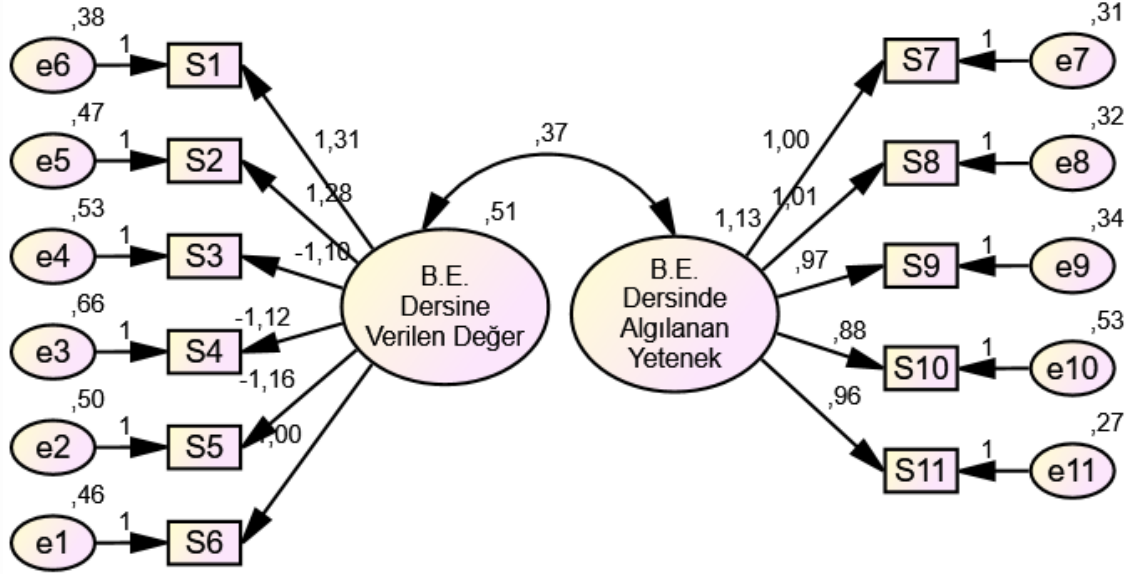 ,38
e6 1 S1
,47
e5 1 S2
,53
e4 1 S3
,66
e3 1 S4
,50
e2 1 S5
,46
e1 1 S6
1,31
1,28
-1,10
-1,12
-1,16
,00
,51
B.E.
Dersine
Verilen Değer
,37
1,13
B.E.
Dersinde
Algılanan
Yetenek
1,00
1,01
,97
,88
,96
,31
S7 1 e7
,32
S8 1 e8
,34
S9 1 e9
,53
S10 1 e10
,27
S11 1 e11